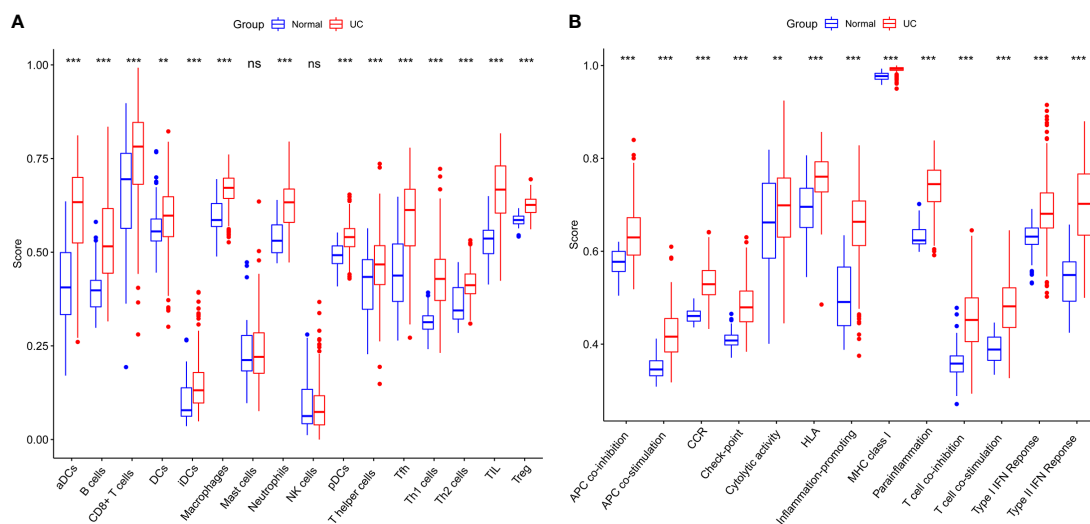 A
Group Normal UC
*** *** *** ** *** *** ns *** ns *** *** *** *** *** *** ***
1.00
0.75
0.50
0.25
0.00
Score
aDCs
B cells
CD8+ T cells
DCs
iDCs
Macrophages
Mast cells
Neutrophils
NK cells
pDCs
T helper cells
Tfh
Th1 cells
Th2 cells
TIL
Treg
B
Group Normal UC
*** *** *** *** ** *** *** *** *** *** *** *** ***
1.0
0.8
0.6
0.4
Score
APC co-inhibition
APC co-stimulation
CCR
Check-point
Cytolytic activity
HLA
Inflammation-promoting
MHC class I
Parainflammation
T cell co-inhibition
T cell co-stimulation
Type I IFN Reponse
Type II IFN Reponse